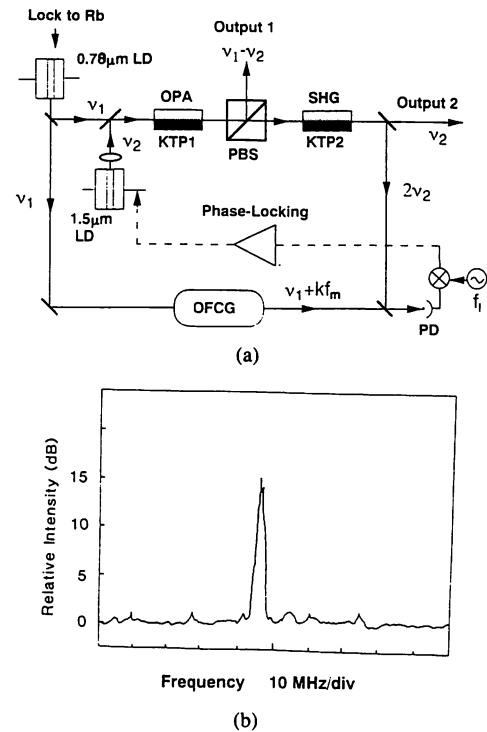 Lock to Rb
0.78μm LD
Output 1
ν1-ν2
ν1
OPA
SHG
Output 2
ν2
KTP1
KTP2
PBS
ν2
ν1
1.5μm
LD
2ν2
Phase-Locking
OFCG
ν1+kfm
PD
fl
(a)
Relative Intensity (dB)
15
10
5
0
Frequency 10 MHz/div
(b)